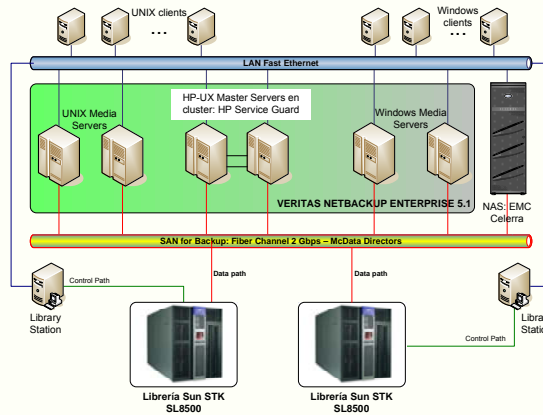 UNIX clients
Windows
clients
...
...
LAN Fast Ethernet
UNIX Media
Servers
HP-UX Master Servers en
cluster: HP Service Guard
Windows Media
Servers
VERITAS NETBACKUP ENTERPRISE 5.1
NAS: EMC
Celerra
SAN for Backup: Fiber Channel 2 Gbps – McData Directors
Data path
Data path
Control Path
Library
Station
Control Path
Libra
Statio
Librería Sun STK
SL8500
Librería Sun STK
SL8500